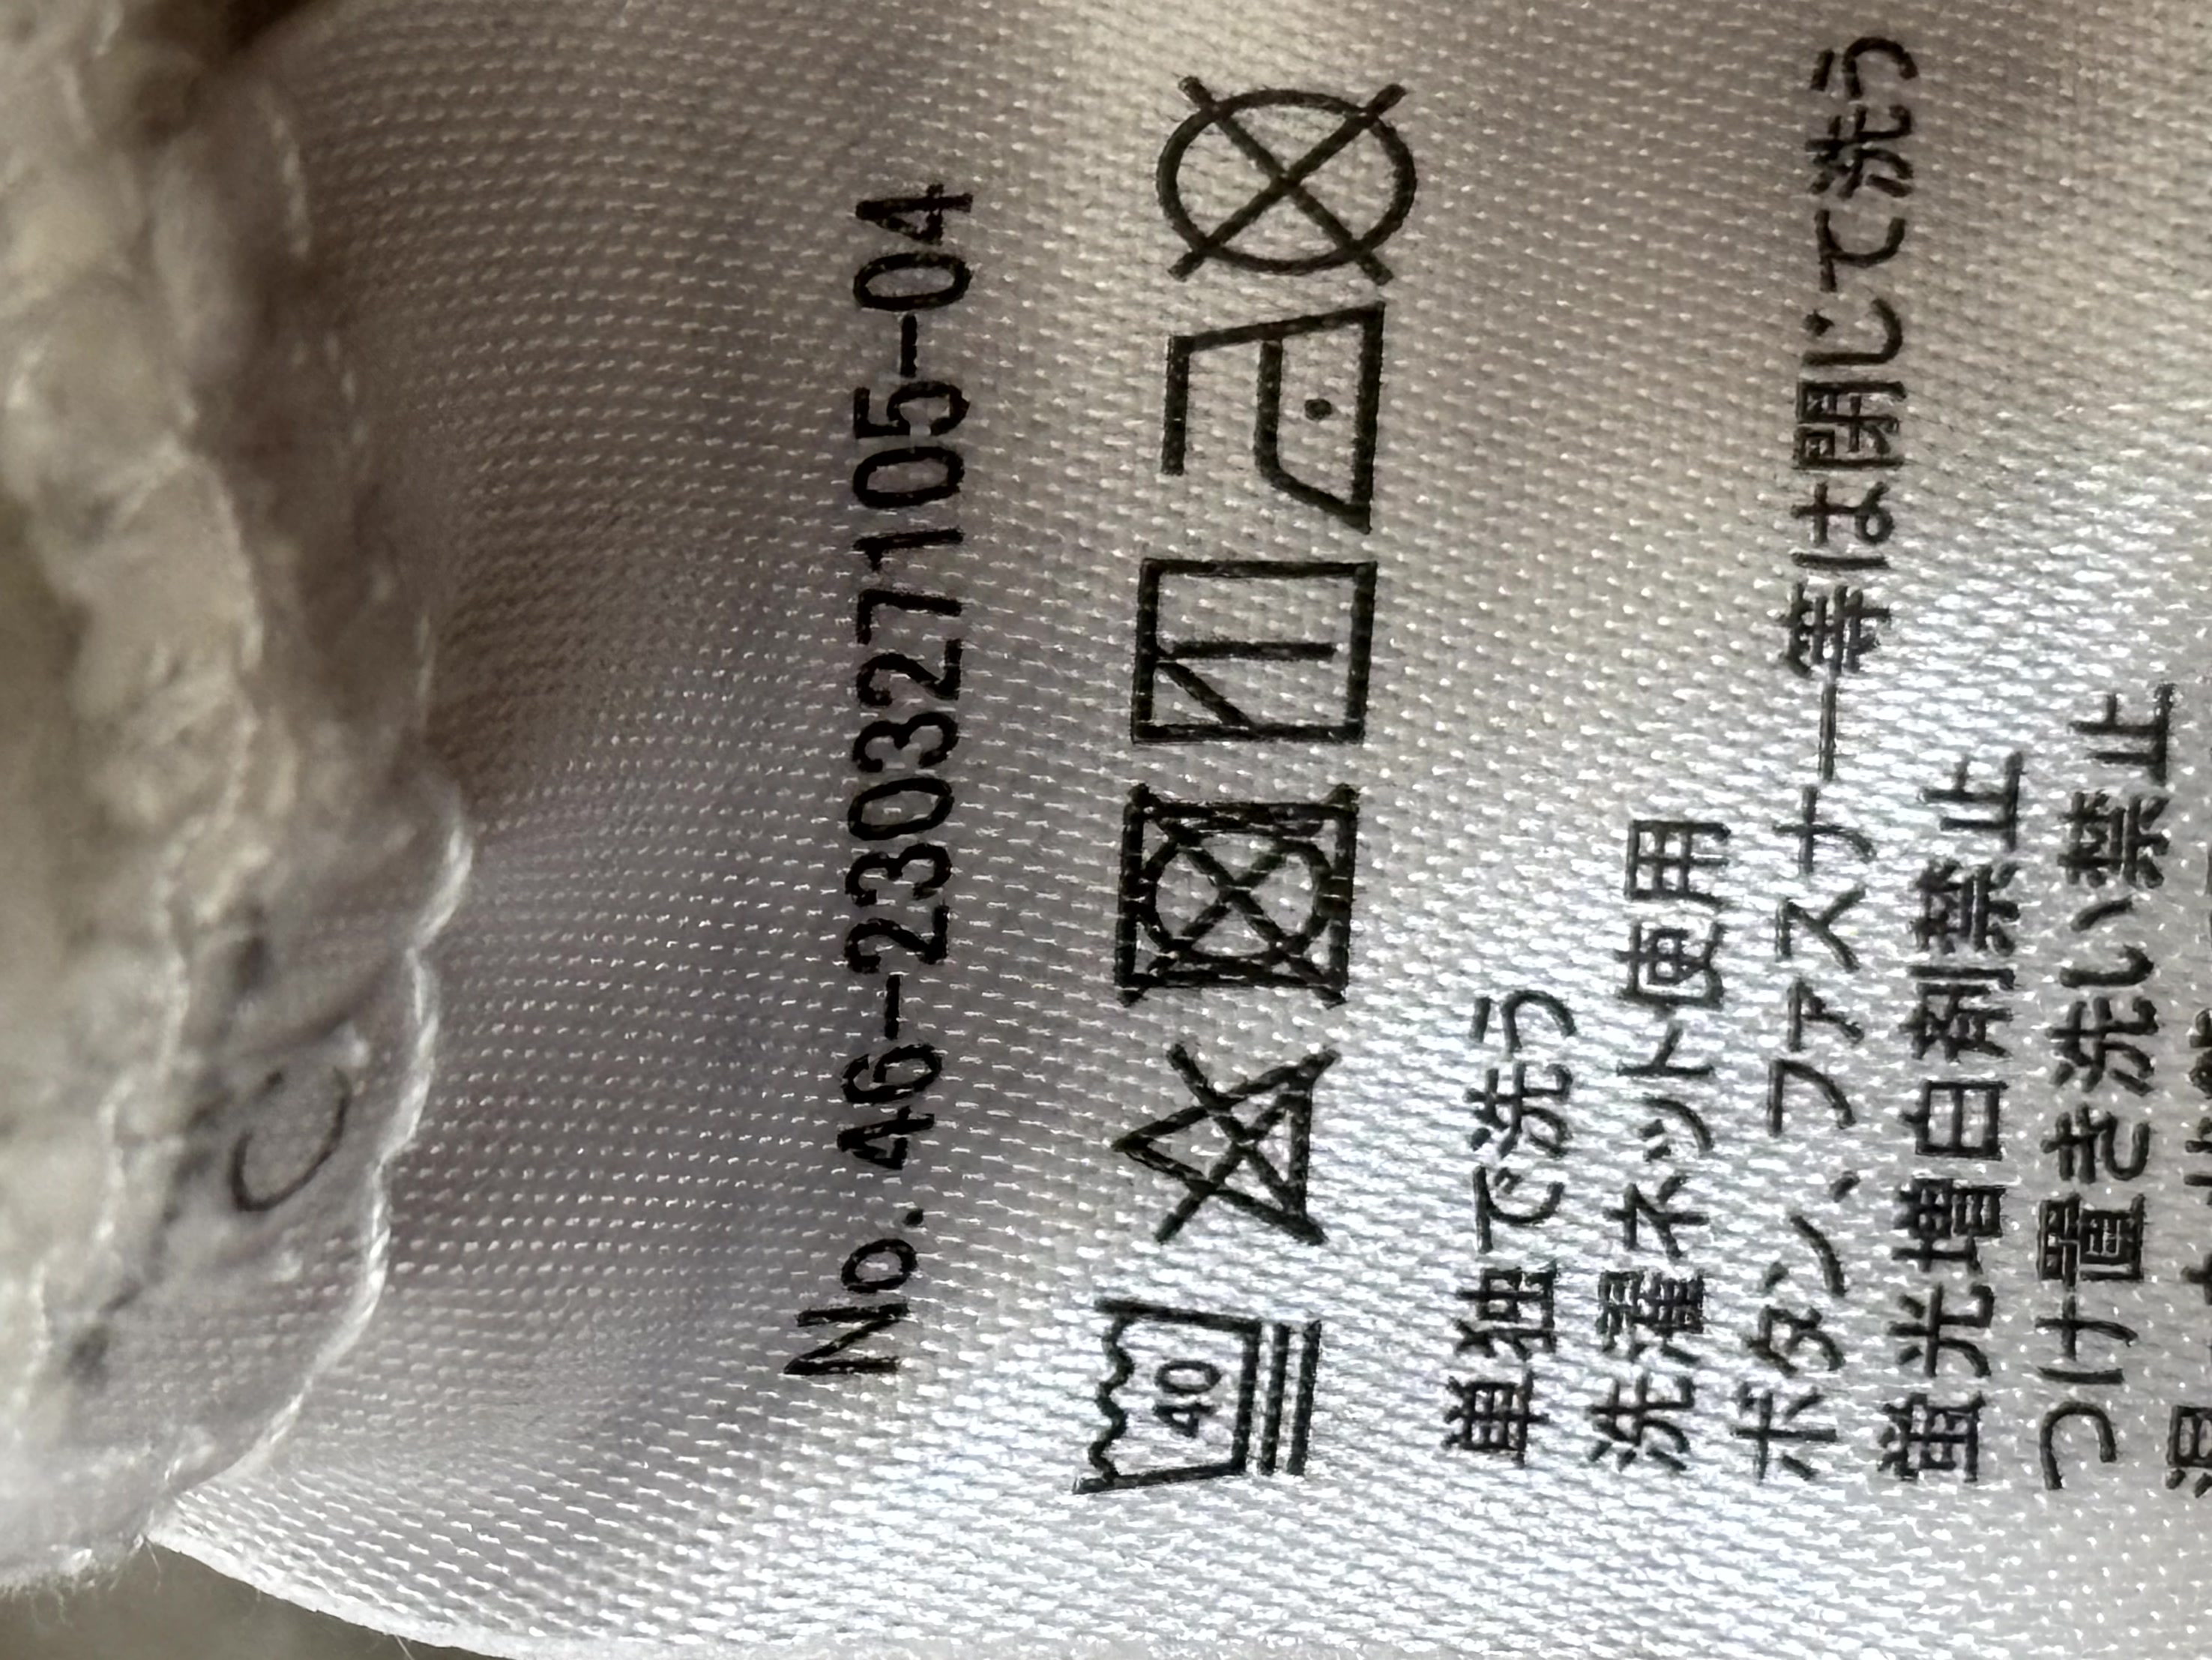 No. 46-230327105-04
40
単独で洗う
洗濯ネット使用
ボタン、ファスナー等は閉じて洗う
蛍光増白剤禁止
つけ置き洗い禁止